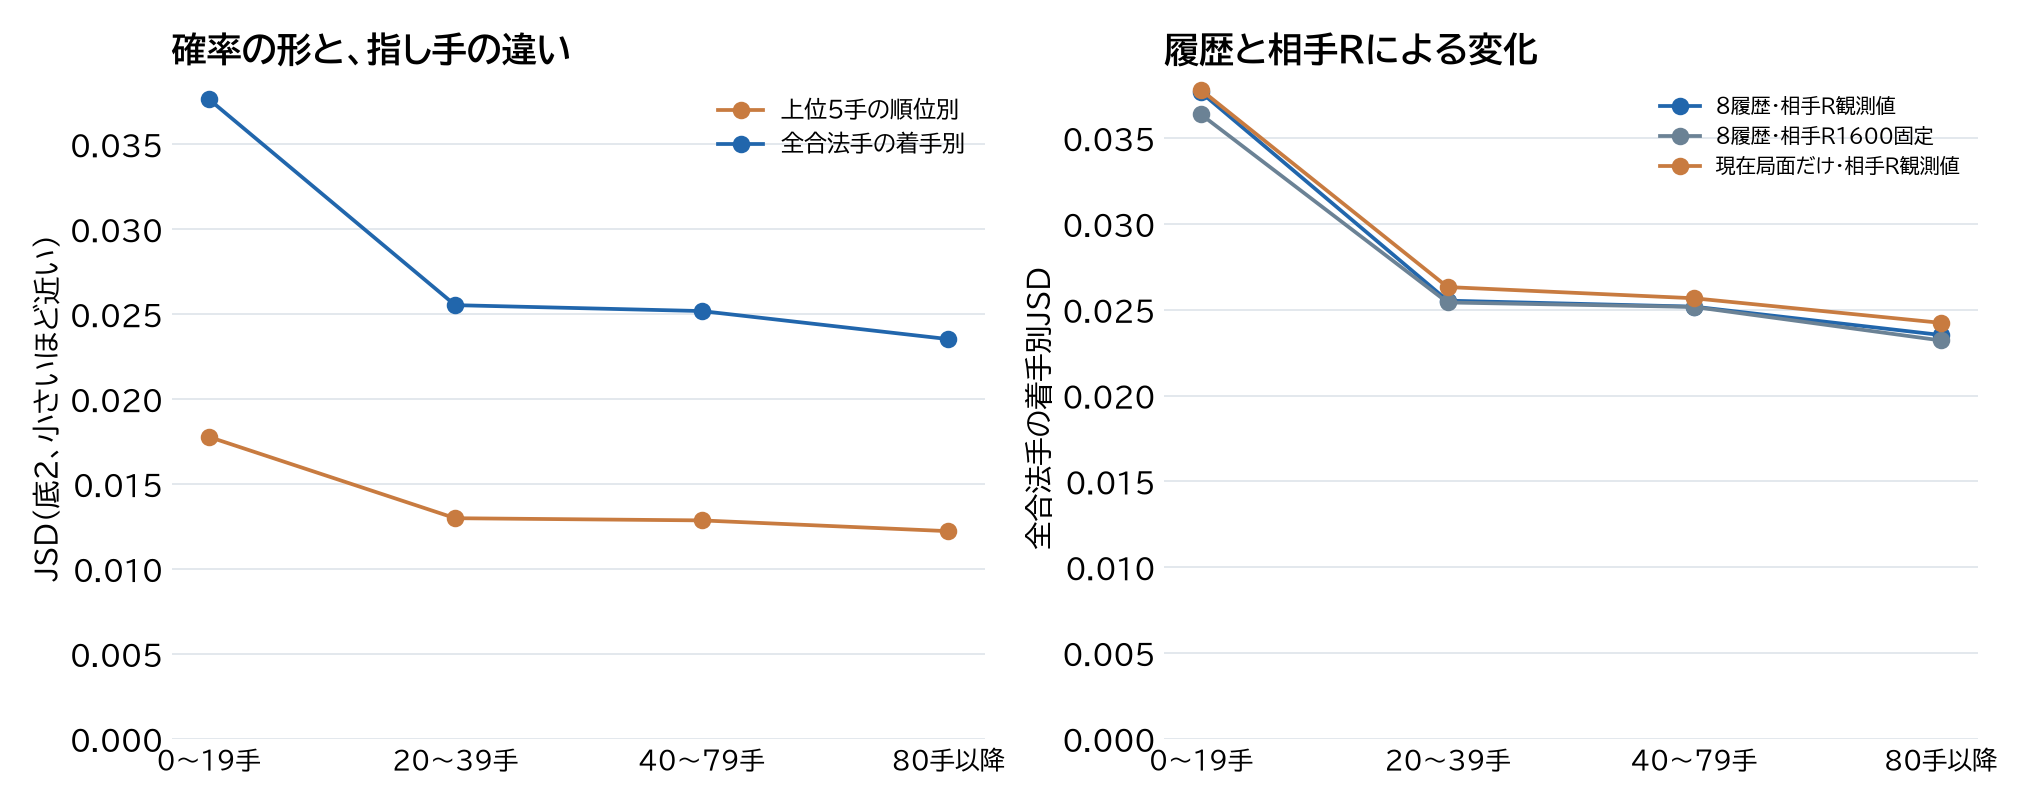 確率の形と、指し手の違い
上位5手の順位別
全合法手の着手別
JSD(底2、小さいほど近い)
0.035
0.030
0.025
0.020
0.015
0.010
0.005
0.000
0～19手
20～39手
40～79手
80手以降
履歴と相手Rによる変化
8履歴・相手R観測値
8履歴・相手R1600固定
現在局面だけ・相手R観測値
全合法手の着手別JSD
0.035
0.030
0.025
0.020
0.015
0.010
0.005
0.000
0～19手
20～39手
40～79手
80手以降